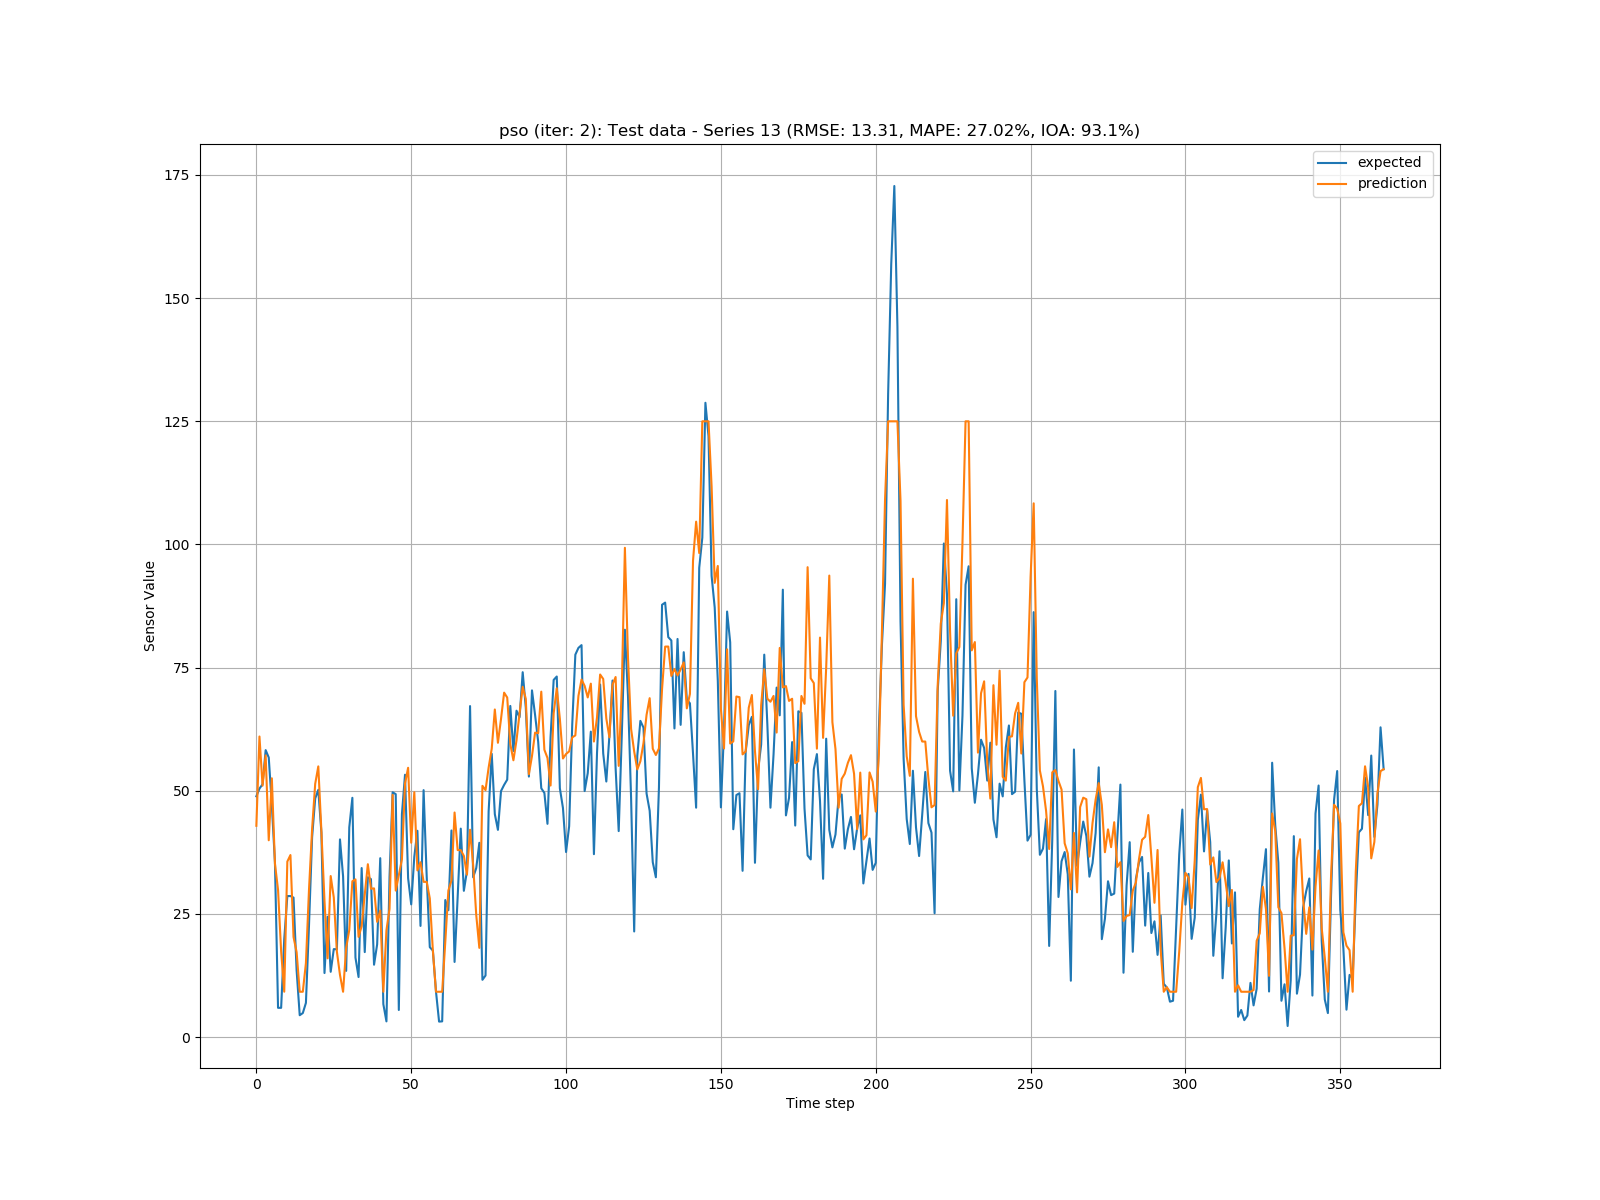 pso (iter: 2): Test data - Series 13 (RMSE: 13.31, MAPE: 27.02%, IOA: 93.1%)
expected
prediction
175
150
125
100
75
50
25
0
Sensor Value
0 50 100 150 200 250 300 350
Time step